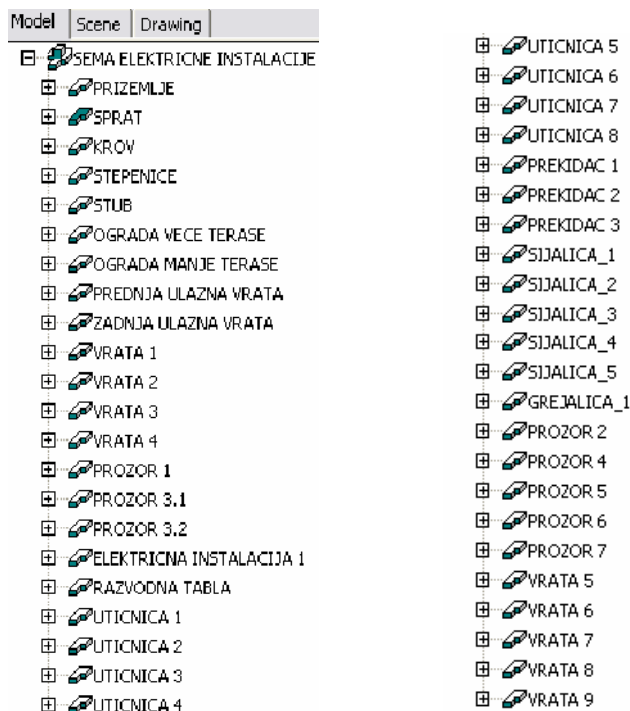 Model Scene Drawing
SEMA ELEKTRICNE INSTALACIJE
PRIZEMLJE
SPRAT
KROV
STEPENICE
STUB
OGRADA VECE TERASE
OGRADA MANJE TERASE
PREDNJA ULAZNA VRATA
ZADNJA ULAZNA VRATA
VRATA 1
VRATA 2
VRATA 3
VRATA 4
PROZOR 1
PROZOR 3.1
PROZOR 3.2
ELEKTRICNA INSTALACIJA 1
RAZVODNA TABLA
UTICNICA 1
UTICNICA 2
UTICNICA 3
UTICNICA 4
UTICNICA 5
UTICNICA 6
UTICNICA 7
UTICNICA 8
PREKIDAC 1
PREKIDAC 2
PREKIDAC 3
SIJALICA_1
SIJALICA_2
SIJALICA_3
SIJALICA_4
SIJALICA_5
GREJALICA_1
PROZOR 2
PROZOR 4
PROZOR 5
PROZOR 6
PROZOR 7
VRATA 5
VRATA 6
VRATA 7
VRATA 8
VRATA 9